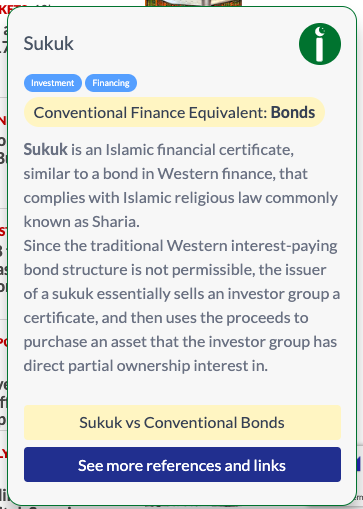 Sukuk
Investment
Financing
Conventional Finance Equivalent: Bonds
Sukuk is an Islamic financial certificate,
similar to a bond in Western finance, that
complies with Islamic religious law commonly
known as Sharia.
Since the traditional Western interest-paying
bond structure is not permissible, the issuer
of a sukuk essentially sells an investor group a
certificate, and then uses the proceeds to
purchase an asset that the investor group has
direct partial ownership interest in.
Sukuk vs Conventional Bonds
See more references and links